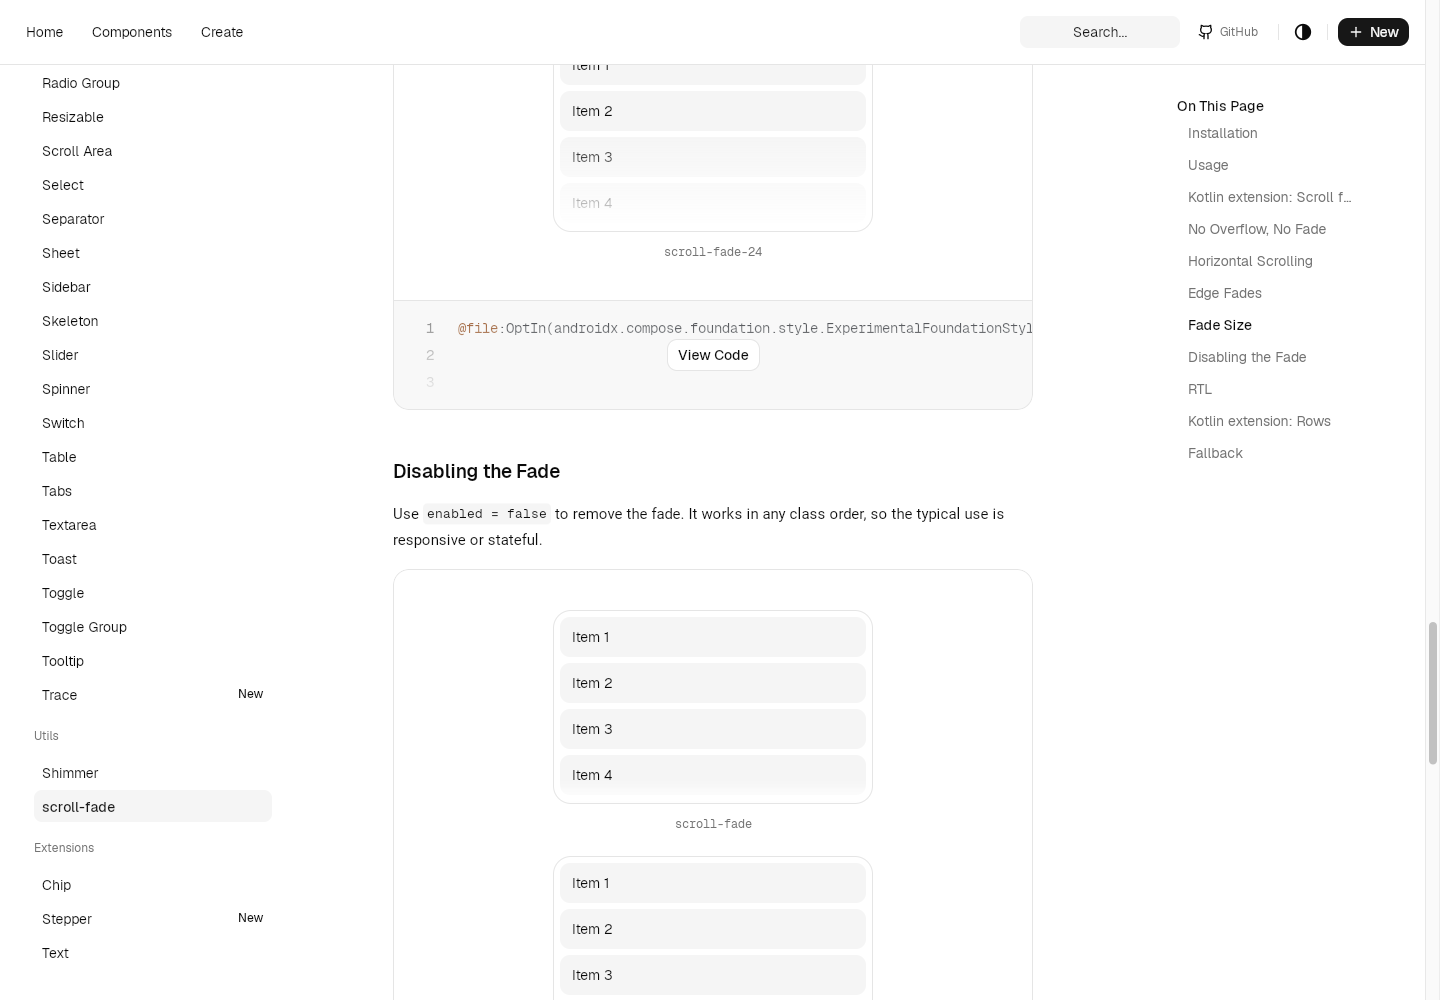 Home
Components
Create
Search...
GitHub
New
Radio Group
Resizable
Scroll Area
Select
Separator
Sheet
Sidebar
Skeleton
Slider
Spinner
Switch
Table
Tabs
Textarea
Toast
Toggle
Toggle Group
Tooltip
Trace New
Utils
Shimmer
scroll-fade
Extensions
Chip
Stepper New
Text
Item 1
Item 2
Item 3
Item 4
scroll-fade-24
1 @file:OptIn(androidx.compose.foundation.style.ExperimentalFoundationStyl
2
View Code
3
Disabling the Fade
Use enabled = false to remove the fade. It works in any class order, so the typical use is
responsive or stateful.
Item 1
Item 2
Item 3
Item 4
scroll-fade
Item 1
Item 2
Item 3
On This Page
Installation
Usage
Kotlin extension: Scroll f…
No Overflow, No Fade
Horizontal Scrolling
Edge Fades
Fade Size
Disabling the Fade
RTL
Kotlin extension: Rows
Fallback